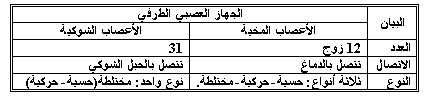 البيان
الجهاز العصبي الطرفي
الأعصاب المخية
الأعصاب الشوكية
العدد
12 زوج
31
الاتصال
تتصل بالدماغ
تتصل بالحبل الشوكي
النوع
ثلاثة أنواع: حسية - حركية - مختلطة.
نوع واحد: مختلطة (حسية - حركية)